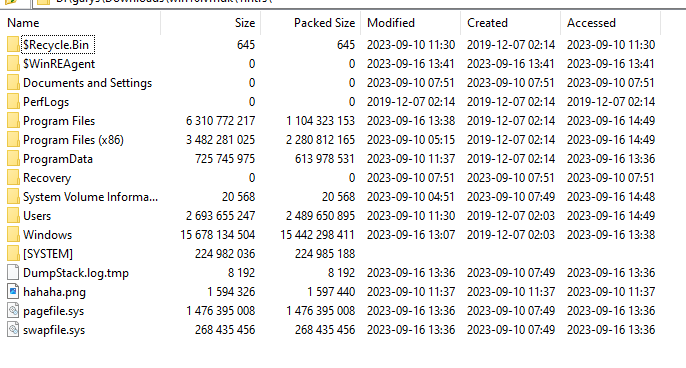 Name Size Packed Size Modified Created Accessed
$Recycle.Bin 645 645 2023-09-10 11:30 2019-12-07 02:14 2023-09-10 11:30
$WinREAgent 0 0 2023-09-16 13:41 2023-09-16 13:41 2023-09-16 13:41
Documents and Settings 0 0 2023-09-10 07:51 2023-09-10 07:51 2023-09-10 07:51
PerfLogs 0 0 2019-12-07 02:14 2019-12-07 02:14 2019-12-07 02:14
Program Files 6 310 772 217 1 104 323 153 2023-09-16 13:38 2019-12-07 02:14 2023-09-16 14:49
Program Files (x86) 3 482 281 025 2 280 812 165 2023-09-10 05:15 2019-12-07 02:14 2023-09-16 14:49
ProgramData 725 745 975 613 978 531 2023-09-10 11:37 2019-12-07 02:14 2023-09-16 13:36
Recovery 0 0 2023-09-10 07:51 2023-09-10 07:51 2023-09-10 07:51
System Volume Informa... 20 568 20 568 2023-09-10 04:51 2023-09-10 07:49 2023-09-16 14:48
Users 2 693 655 247 2 489 650 895 2023-09-10 11:30 2019-12-07 02:03 2023-09-16 14:49
Windows 15 678 134 504 15 442 298 411 2023-09-16 13:07 2019-12-07 02:03 2023-09-16 13:38
[SYSTEM] 224 982 036 224 985 188
DumpStack.log.tmp 8 192 8 192 2023-09-16 13:36 2023-09-10 07:49 2023-09-16 13:36
hahaha.png 1 594 326 1 597 440 2023-09-10 11:37 2023-09-10 11:37 2023-09-10 11:37
pagefile.sys 1 476 395 008 1 476 395 008 2023-09-16 13:36 2023-09-10 07:49 2023-09-16 13:36
swapfile.sys 268 435 456 268 435 456 2023-09-16 13:36 2023-09-10 07:49 2023-09-16 13:36